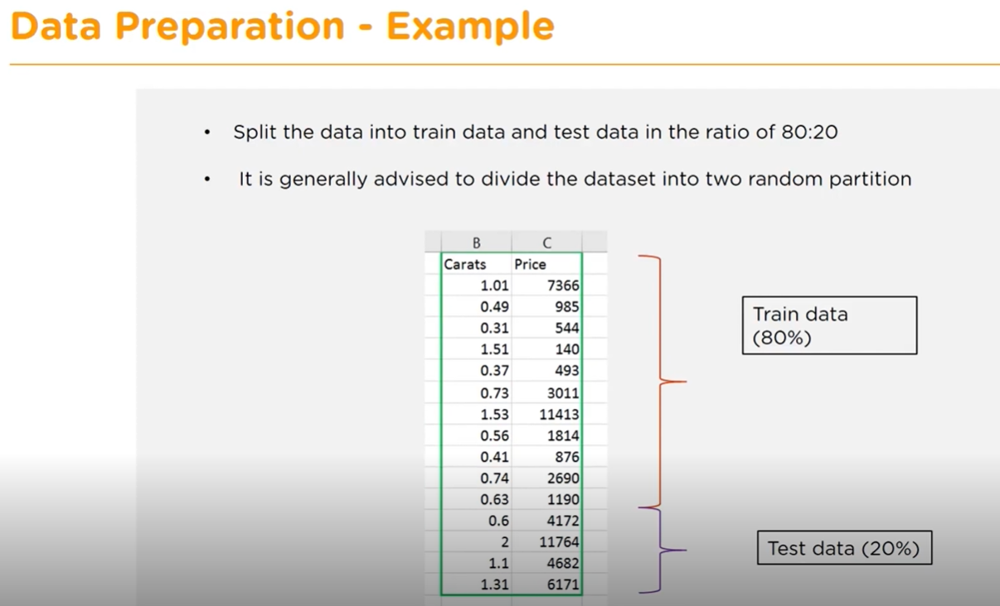 Data Preparation - Example
• Split the data into train data and test data in the ratio of 80:20
• It is generally advised to divide the dataset into two random partition
B C
Carats Price
1.01 7366
0.49 985
0.31 544
1.51 140
0.37 493
0.73 3011
1.53 11413
0.56 1814
0.41 876
0.74 2690
0.63 1190
0.6 4172
2 11764
1.1 4682
1.31 6171
Train data
(80%)
Test data (20%)